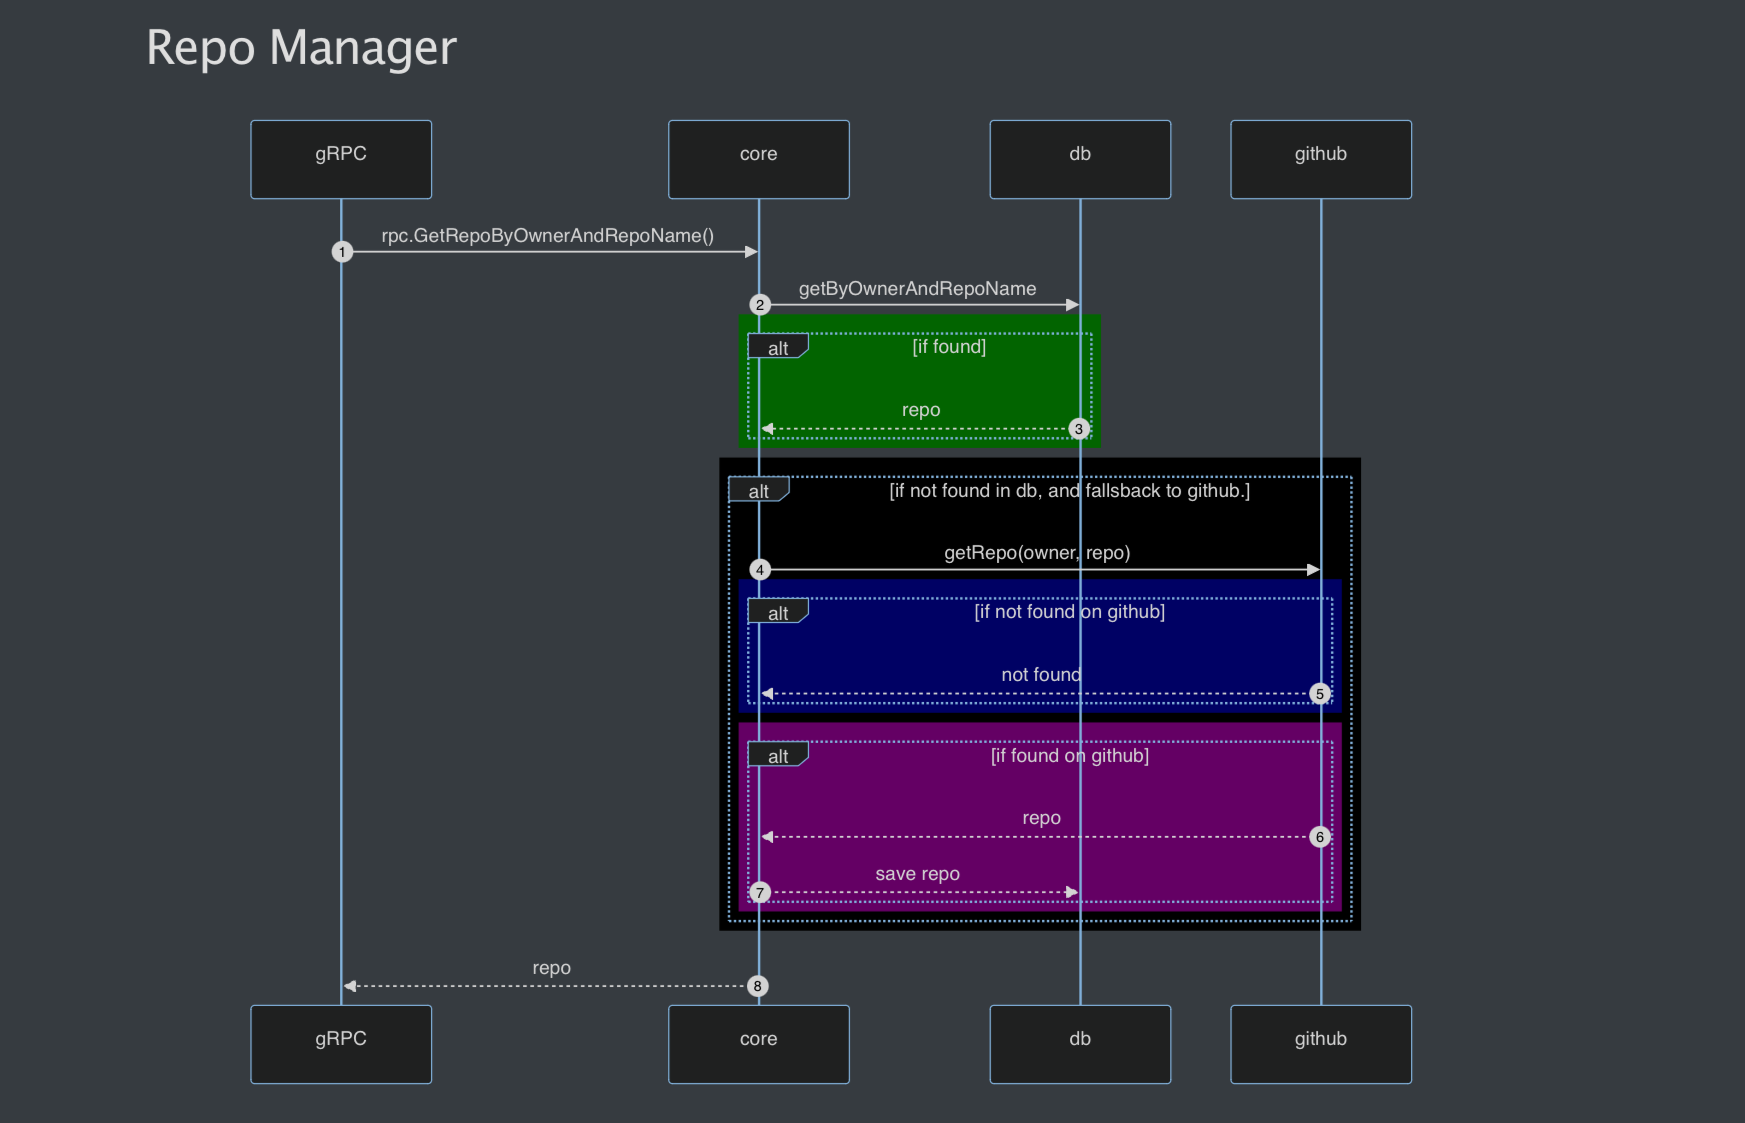 Repo Manager
gRPC
core
db
github
rpc.GetRepoByOwnerAndRepoName()
1
getByOwnerAndRepoName
2
alt
[if found]
repo
3
alt
[if not found in db, and fallsback to github.]
getRepo(owner, repo)
4
alt
[if not found on github]
not found
5
alt
[if found on github]
repo
6
save repo
7
repo
8
gRPC
core
db
github